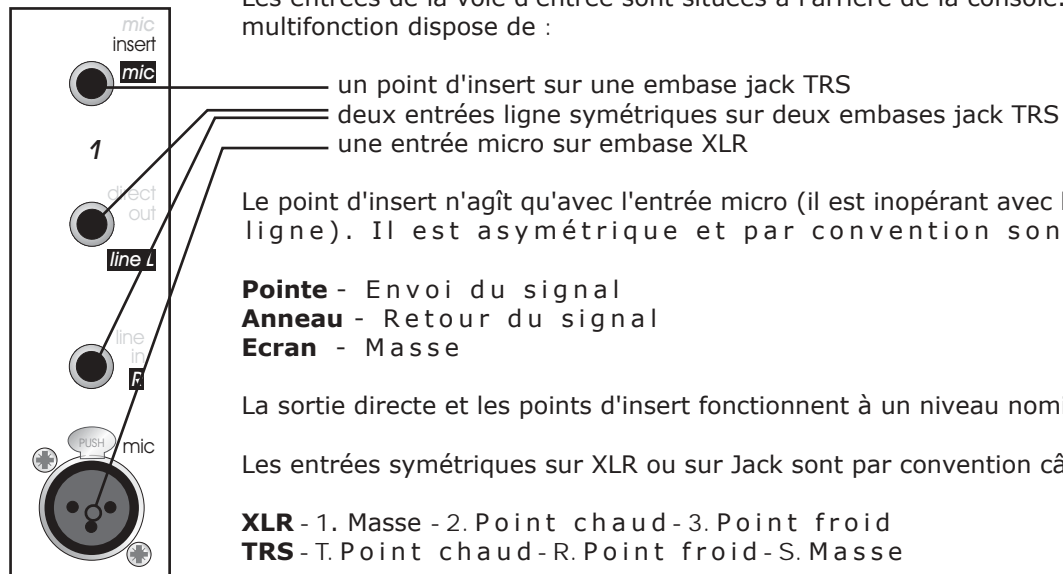 Les entrées de la voie d'entrée sont situées à l'arrière de la console.
multifonction dispose de :
mic
insert
mic
un point d'insert sur une embase jack TRS
deux entrées ligne symétriques sur deux embases jack TRS
une entrée micro sur embase XLR
1
direct
out
line L
Le point d'insert n'agît qu'avec l'entrée micro (il est inopérant avec
ligne). Il est asymétrique et par convention son
Pointe - Envoi du signal
Anneau - Retour du signal
Ecran - Masse
line
in
R
La sortie directe et les points d'insert fonctionnent à un niveau nomi
PUSH
mic
Les entrées symétriques sur XLR ou sur Jack sont par convention câ
XLR - 1. Masse - 2. Point chaud - 3. Point froid
TRS - T. Point chaud - R. Point froid - S. Masse